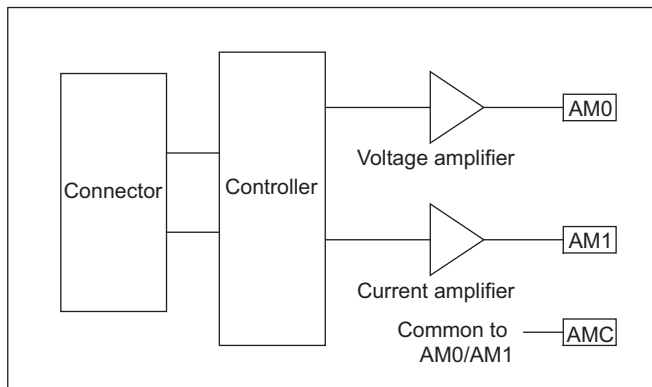 Connector
Controller
Voltage amplifier
AM0
Current amplifier
AM1
Common to
AM0/AM1
AMC